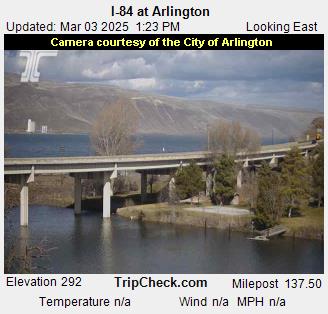 I-84 at Arlington
Updated: Mar 03 2025 1:23 PM Looking East
Camera courtesy of the City of Arlington
Elevation 292 TripCheck.com Milepost 137.50
Temperature n/a Wind n/a MPH n/a